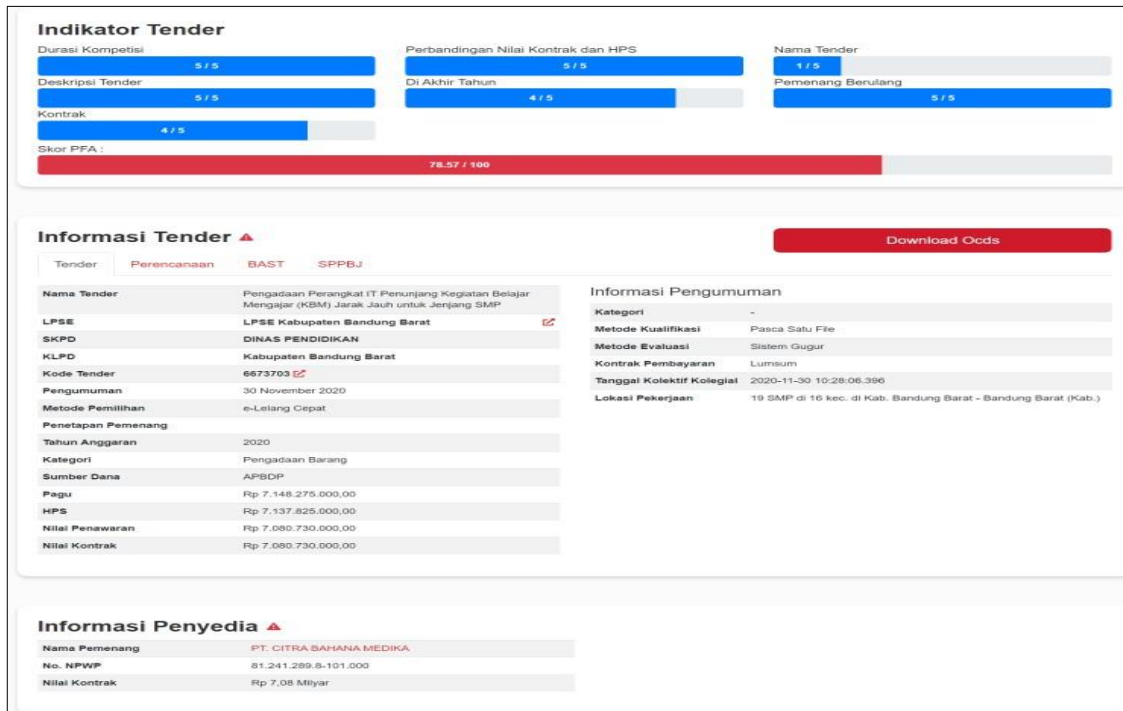 Indikator Tender
Durasi Kompetisi
5 / 5
Perbandingan Nilai Kontrak dan HPS
5 / 5
Nama Tender
1 / 5
Deskripsi Tender
5 / 5
Di Akhir Tahun
4 / 5
Pemenang Berulang
5 / 5
Kontrak
4 / 5
Skor PFA :
78.57 / 100
Informasi Tender
Download Ocds
Tender Perencanaan BAST SPPBJ
Nama Tender Pengadaan Perangkat IT Penunjang Kegiatan Belajar
Mengajar (KBM) Jarak Jauh untuk Jenjang SMP
LPSE LPSE Kabupaten Bandung Barat
SKPD DINAS PENDIDIKAN
KLPD Kabupaten Bandung Barat
Kode Tender 6673703
Pengumuman 30 November 2020
Metode Pemilihan e-Lelang Cepat
Penetapan Pemenang
Tahun Anggaran 2020
Kategori Pengadaan Barang
Sumber Dana APBDP
Pagu Rp 7.148.275.000,00
HPS Rp 7.137.825.000,00
Nilai Penawaran Rp 7.080.730.000,00
Nilai Kontrak Rp 7.080.730.000,00
Informasi Pengumuman
Kategori -
Metode Kualifikasi Pasca Satu File
Metode Evaluasi Sistem Gugur
Kontrak Pembayaran Lumsum
Tanggal Kolektif Kolegial 2020-11-30 10:28:06.396
Lokasi Pekerjaan 19 SMP di 16 kec. di Kab. Bandung Barat - Bandung Barat (Kab.)
Informasi Penyedia
Nama Pemenang PT. CITRA BAHANA MEDIKA
No. NPWP 81.241.289.8-101.000
Nilai Kontrak Rp 7,08 Milyar